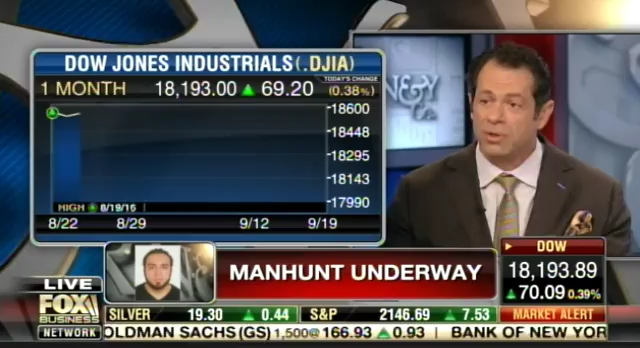 DOW JONES INDUSTRIALS(.DJIA)
TODAY'S CHANGE
1 MONTH 18,193.00 69.20 (0.38%)
18600
18448
18295
18143
17990
HIGH 8/19/16
8/22 8/29 9/12 9/19
NEY
& Co.
MANHUNT UNDERWAY
DOW
18,193.89
70.09 0.39%
MARKET ALERT
LIVE
FOX
BUSINESS
NETWORK
SILVER 19.30 0.44 S&P 2146.69 7.53
OLDMAN SACHS(GS) 1,500@ 166.93 0.93 BANK OF NEW YOR